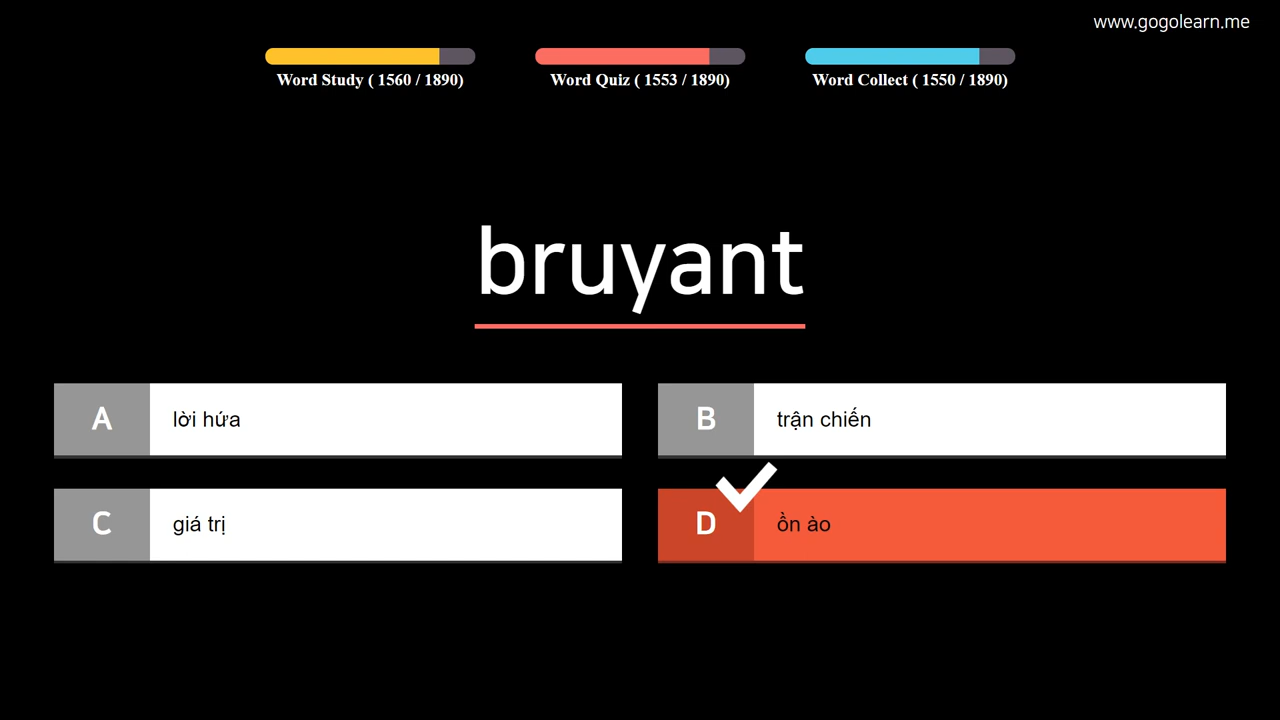 www.gogolearn.me
Word Study ( 1560 / 1890)
Word Quiz ( 1553 / 1890)
Word Collect ( 1550 / 1890)
bruyant
A lời hứa
B trận chiến
C giá trị
D ồn ào